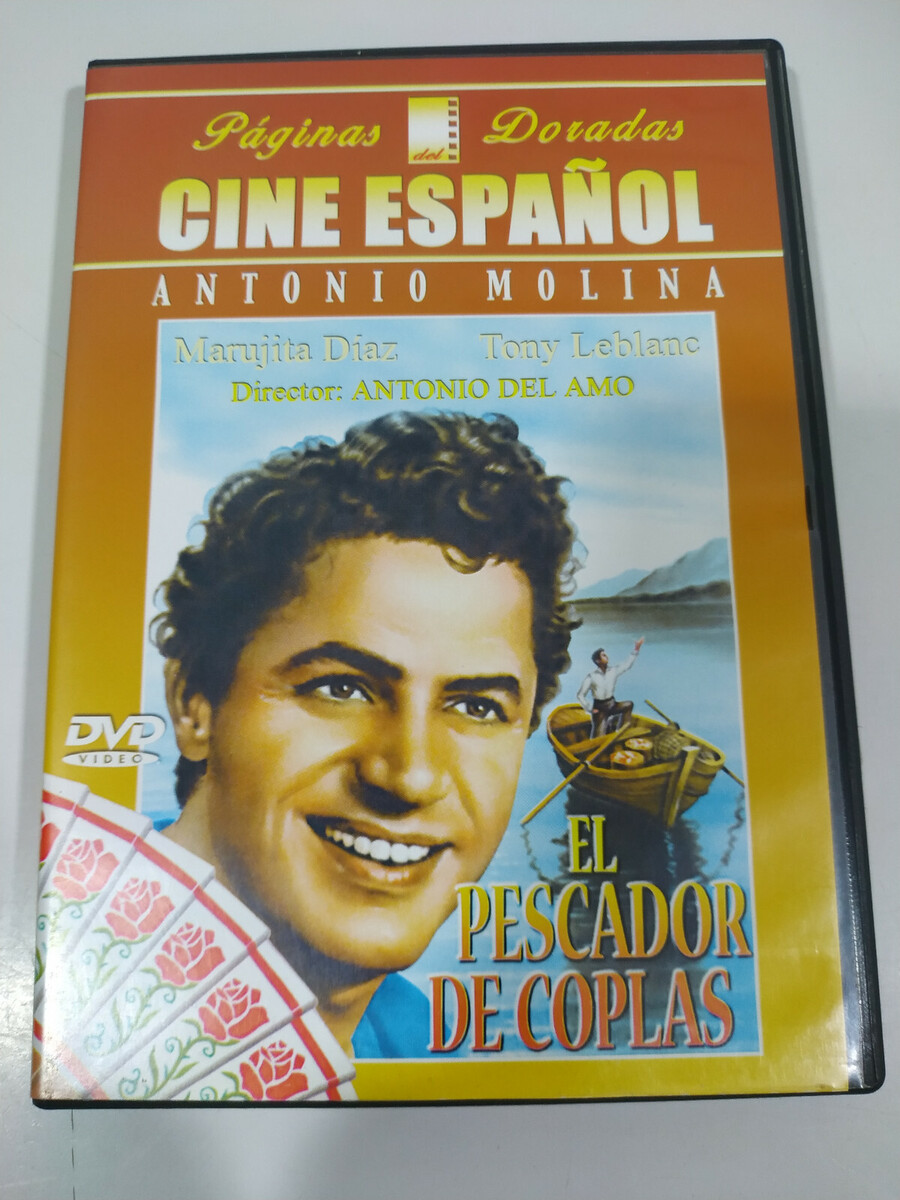 Páginas del Doradas
CINE ESPAÑOL
ANTONIO MOLINA
Marujita Díaz Tony Leblanc
Director: ANTONIO DEL AMO
DVD
VIDEO
EL
PESCADOR
DE COPLAS